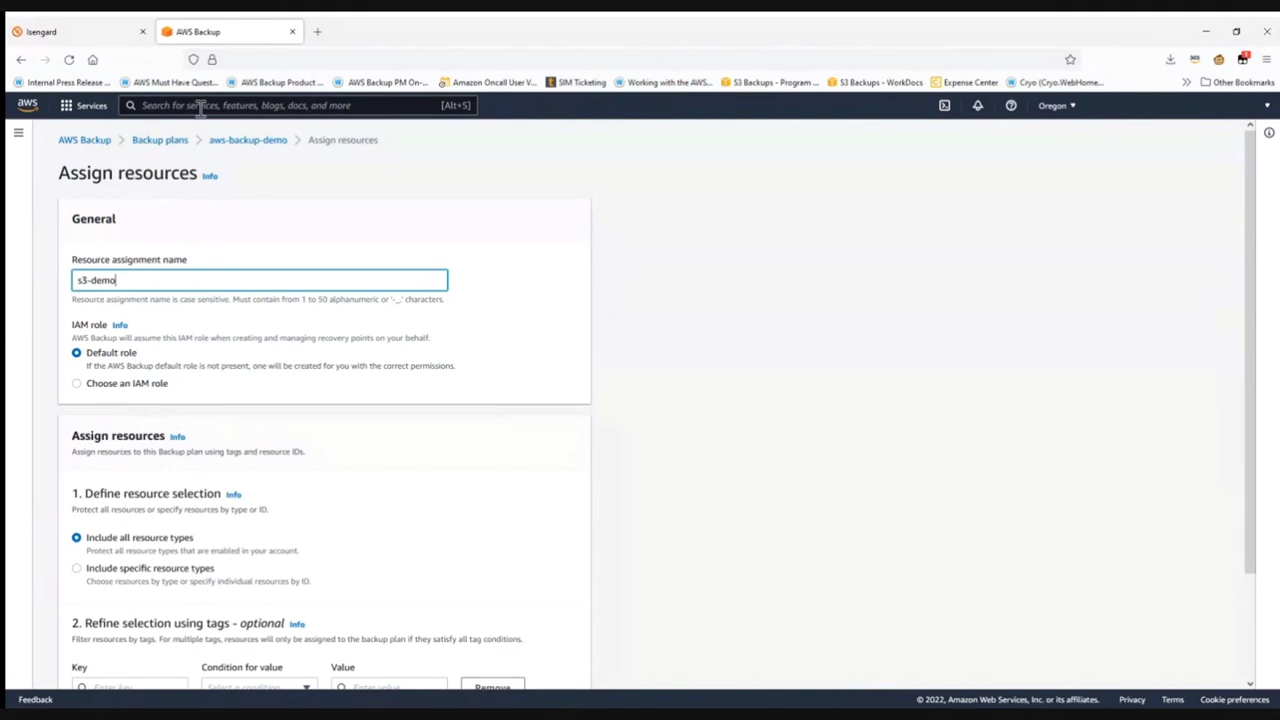 Isengard
AWS Backup
Internal Press Release ...
AWS Must Have Quest...
AWS Backup Product ...
AWS Backup PM On-...
Amazon Oncall User V...
SIM Ticketing
Working with the AWS...
S3 Backups - Program ...
S3 Backups - WorkDocs
Expense Center
Cryo (Cryo.WebHome...
Other Bookmarks
aws
Services
Search for services, features, blogs, docs, and more
[Alt+S]
Oregon
AWS Backup
Backup plans
aws-backup-demo
Assign resources
Assign resources Info
General
Resource assignment name
s3-demo
Resource assignment name is case sensitive. Must contain from 1 to 50 alphanumeric or '-_.' characters.
IAM role Info
AWS Backup will assume this IAM role when creating and managing recovery points on your behalf.
Default role
If the AWS Backup default role is not present, one will be created for you with the correct permissions.
Choose an IAM role
Assign resources Info
Assign resources to this Backup plan using tags and resource IDs.
1. Define resource selection Info
Protect all resources or specify resources by type or ID.
Include all resource types
Protect all resource types that are enabled in your account.
Include specific resource types
Choose resources by type or specify individual resources by ID.
2. Refine selection using tags - optional Info
Filter resources by tags. For multiple tags, resources will only be assigned to the backup plan if they satisfy all tag conditions.
Key
Condition for value
Value
Enter key
Select a condition
Enter value
Remove
Feedback
© 2022, Amazon Web Services, Inc. or its affiliates.
Privacy
Terms
Cookie preferences